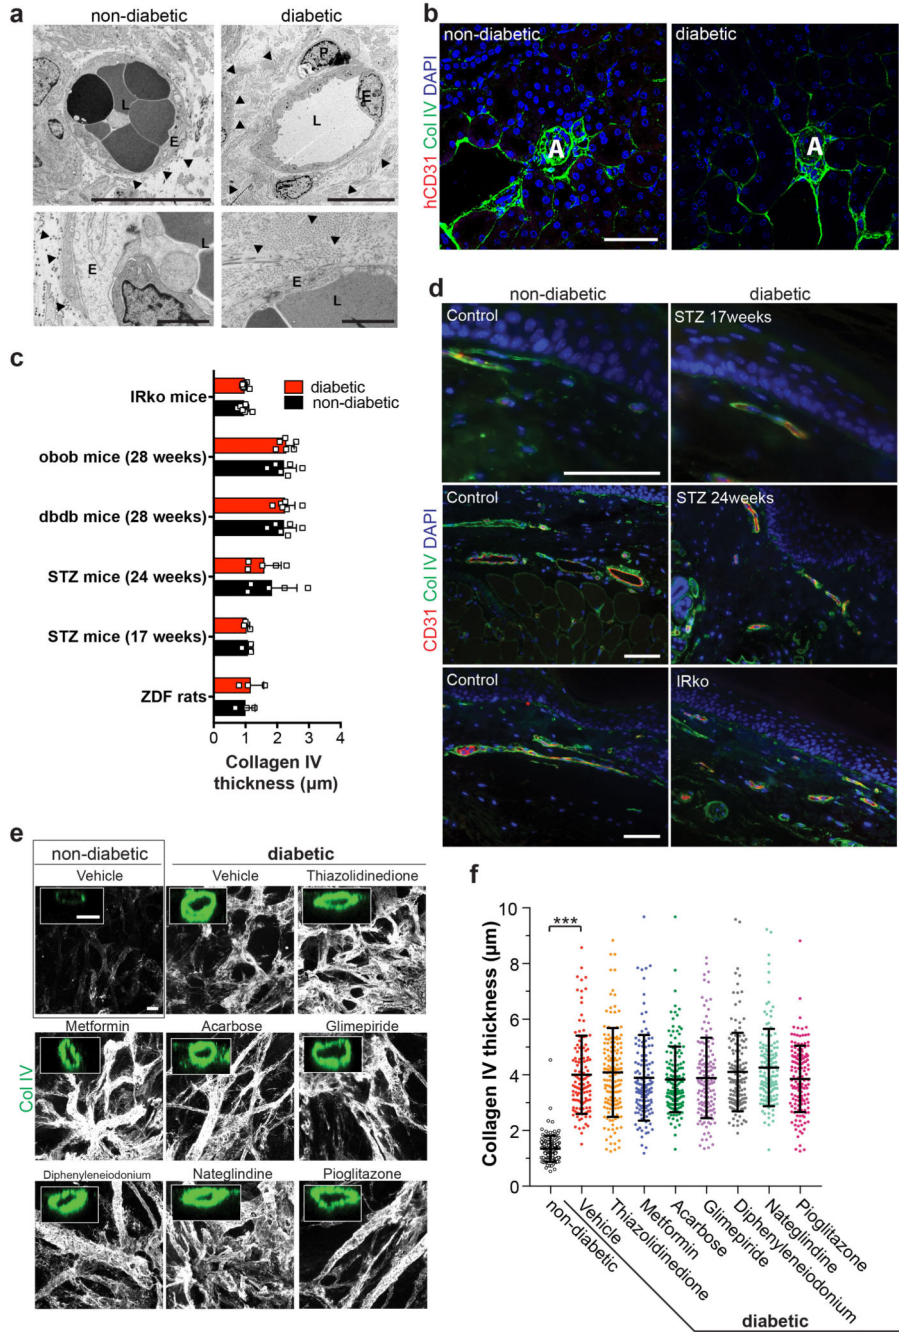 a
non-diabetic
diabetic
L
E
P
E
L
E
L
E
L
b
non-diabetic
diabetic
hCD31 Col IV DAPI
A
A
c
IRko mice
obob mice (28 weeks)
dbdb mice (28 weeks)
STZ mice (24 weeks)
STZ mice (17 weeks)
ZDF rats
diabetic
non-diabetic
0 1 2 3 4
Collagen IV
thickness (µm)
d
non-diabetic
diabetic
CD31 Col IV DAPI
Control
STZ 17weeks
Control
STZ 24weeks
Control
IRko
e
non-diabetic
diabetic
Vehicle
Vehicle
Thiazolidinedione
Col IV
Metformin
Acarbose
Glimepiride
Diphenyleneiodonium
Nateglindine
Pioglitazone
f
Collagen IV thickness (µm)
10
8
6
4
2
0
***
non-diabetic
Vehicle
Thiazolidinedione
Metformin
Acarbose
Glimepiride
Diphenyleneiodonium
Nateglindine
Pioglitazone
diabetic